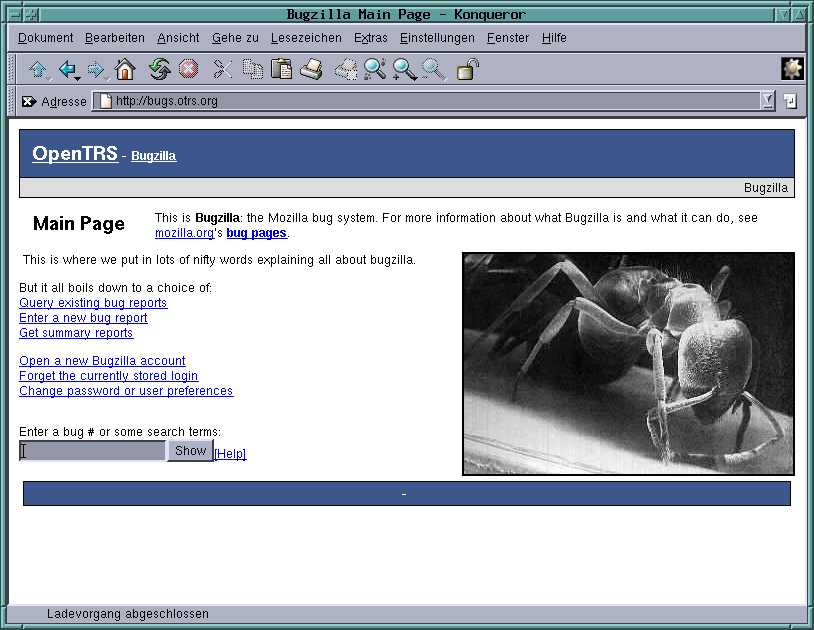 Bugzilla Main Page - Konqueror
Dokument Bearbeiten Ansicht Gehe zu Lesezeichen Extras Einstellungen Fenster Hilfe
Adresse http://bugs.otrs.org
OpenTRS - Bugzilla
Bugzilla
Main Page
This is Bugzilla: the Mozilla bug system. For more information about what Bugzilla is and what it can do, see
mozilla.org's bug pages.
This is where we put in lots of nifty words explaining all about bugzilla.
But it all boils down to a choice of:
Query existing bug reports
Enter a new bug report
Get summary reports
Open a new Bugzilla account
Forget the currently stored login
Change password or user preferences
Enter a bug # or some search terms:
Show [Help]
-
Ladevorgang abgeschlossen